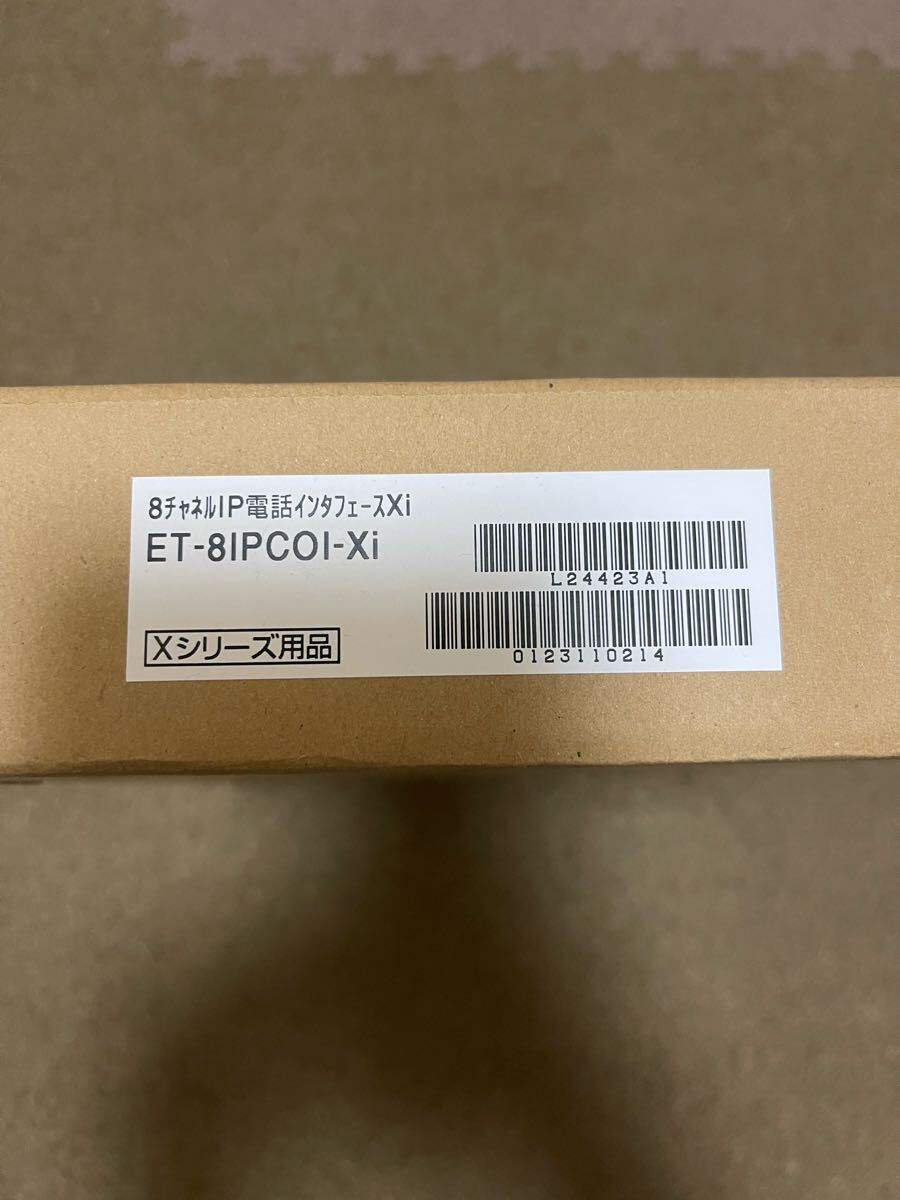 8チャネルIP電話インタフェースXi
ET-8IPCOI-Xi
L24423A1
0123110214
Xシリーズ用品